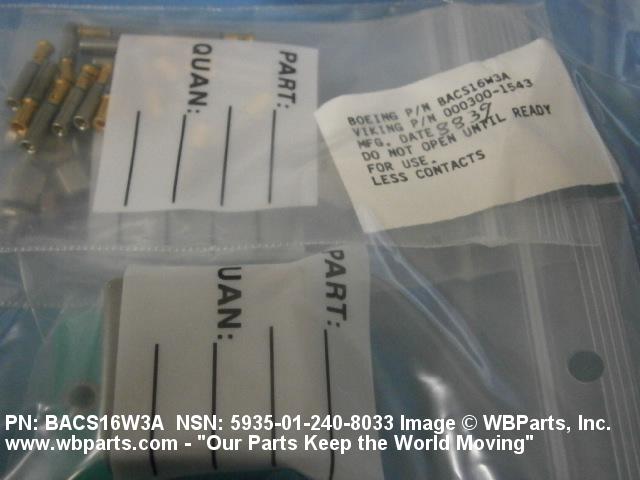 PART:
QUAN:
BOEING P/N BACS16W3A
VIKING P/N 000300-1543
MFG. DATE 8839
DO NOT OPEN UNTIL READY
FOR USE.
LESS CONTACTS
PART:
QUAN:
PN: BACS16W3A NSN: 5935-01-240-8033 Image © WBParts, Inc.
www.wbparts.com - "Our Parts Keep the World Moving"